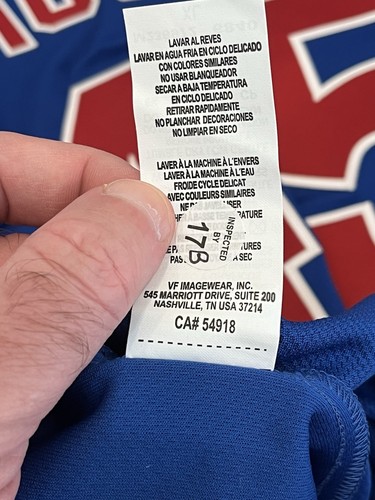 LAVAR AL REVES
LAVAR EN AGUA FRIA EN CICLO DELICADO
CON COLORES SIMILARES
NO USAR BLANQUEADOR
SECAR A BAJA TEMPERATURA
EN CICLO DELICADO
RETIRAR RAPIDAMENTE
NO PLANCHAR DECORACIONES
NO LIMPIAR EN SECO
LAVER À LA MACHINE À L'ENVERS
LAVER À LA MACHINE À L'EAU
FROIDE CYCLE DELICAT
AVEC COULEURS SIMILAIRES
INSPECTED
BY
17B
VF IMAGEWEAR, INC.
545 MARRIOTT DRIVE, SUITE 200
NASHVILLE, TN USA 37214
CA# 54918